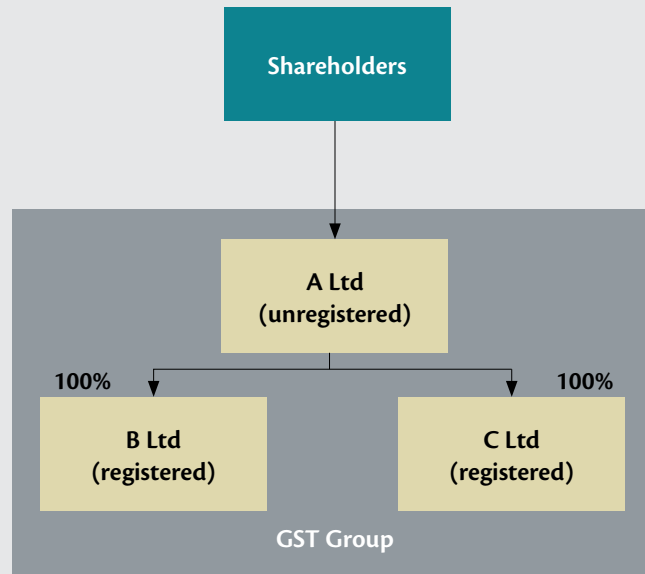 Shareholders
A Ltd
(unregistered)
100%
100%
B Ltd
(registered)
C Ltd
(registered)
GST Group